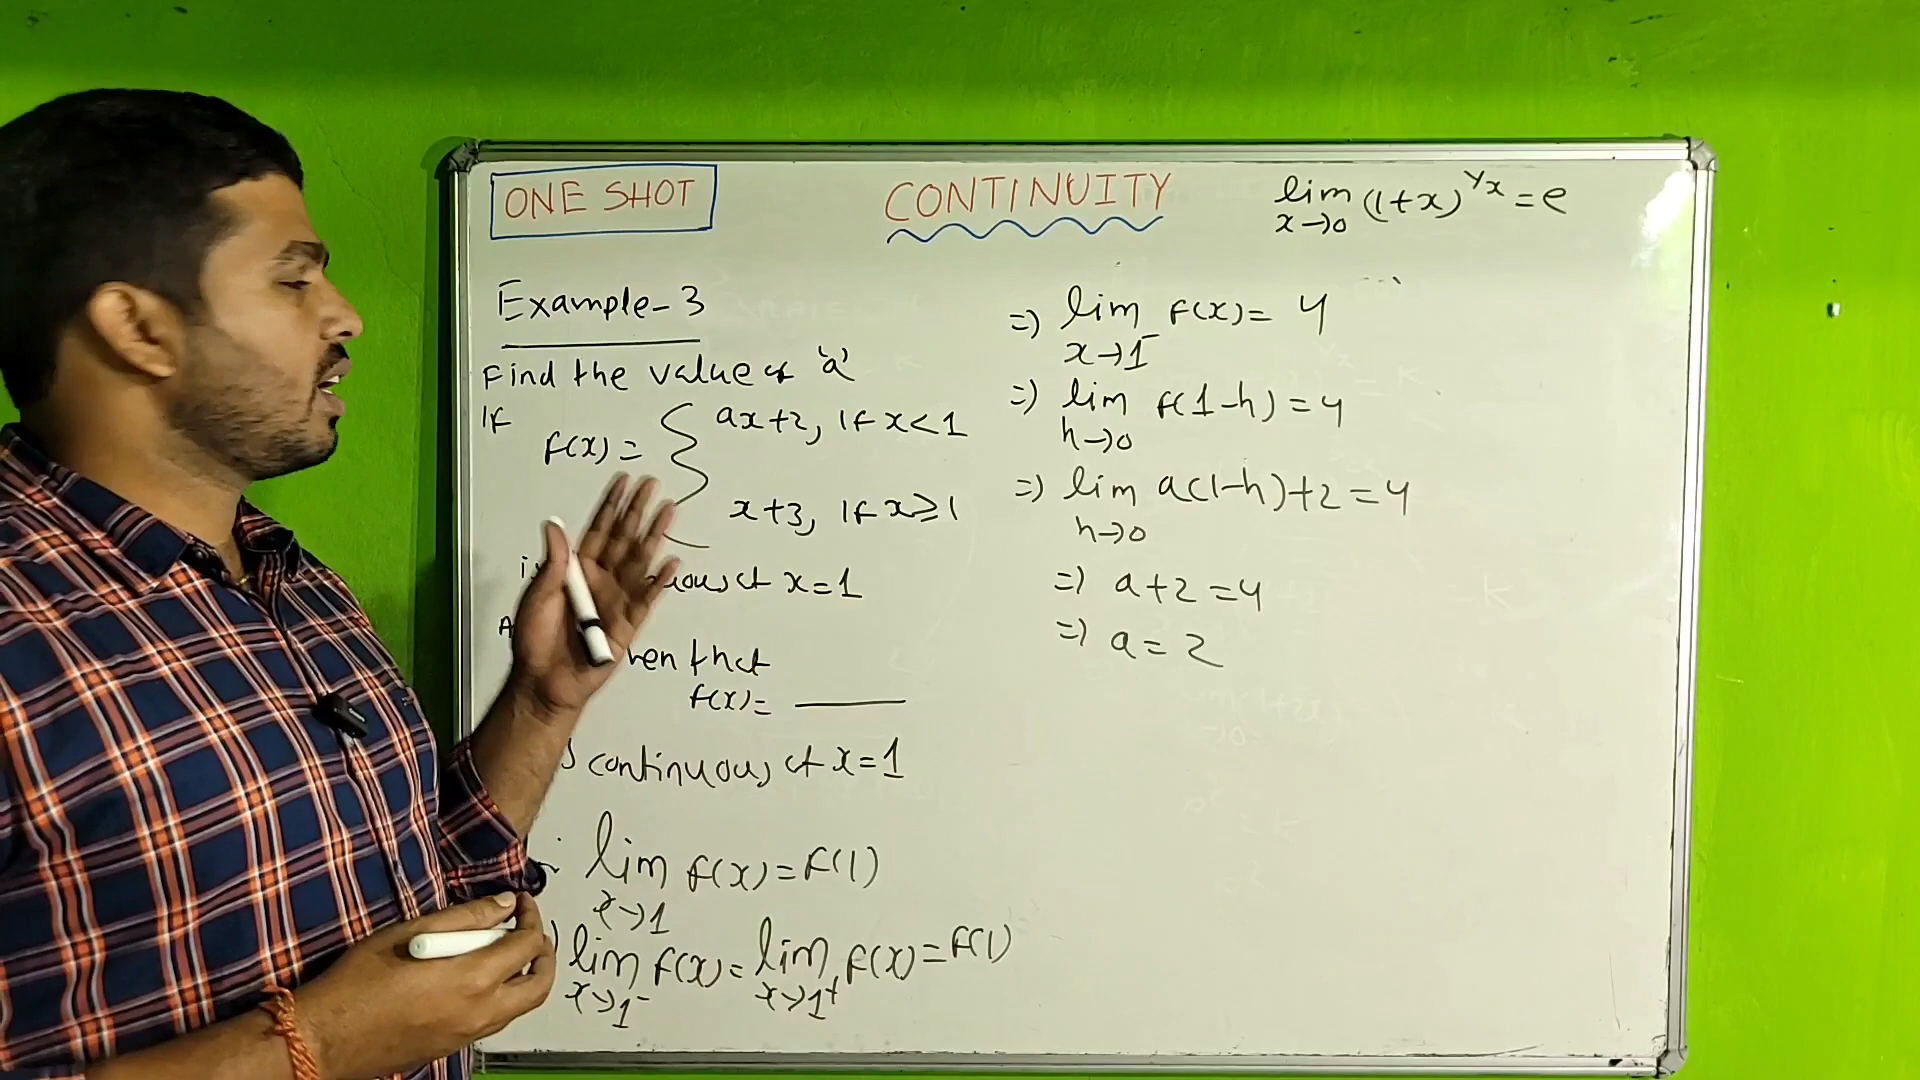 ONE SHOT
CONTINUITY
lim (1+x)^1/x = e
x→0
Example-3
Find the value of 'a'
If
f(x) = { ax+2, If x<1
x+3, If x≥1
at x=1
that
f(x) = ______
continuous at x=1
lim f(x) = f(1)
x→1
lim f(x) = lim f(x) = f(1)
x→1⁻ x→1⁺
=> lim f(x) = 4
x→1⁻
=> lim f(1-h) = 4
h→0
=> lim a(1-h)+2 = 4
h→0
=> a+2 = 4
=> a = 2